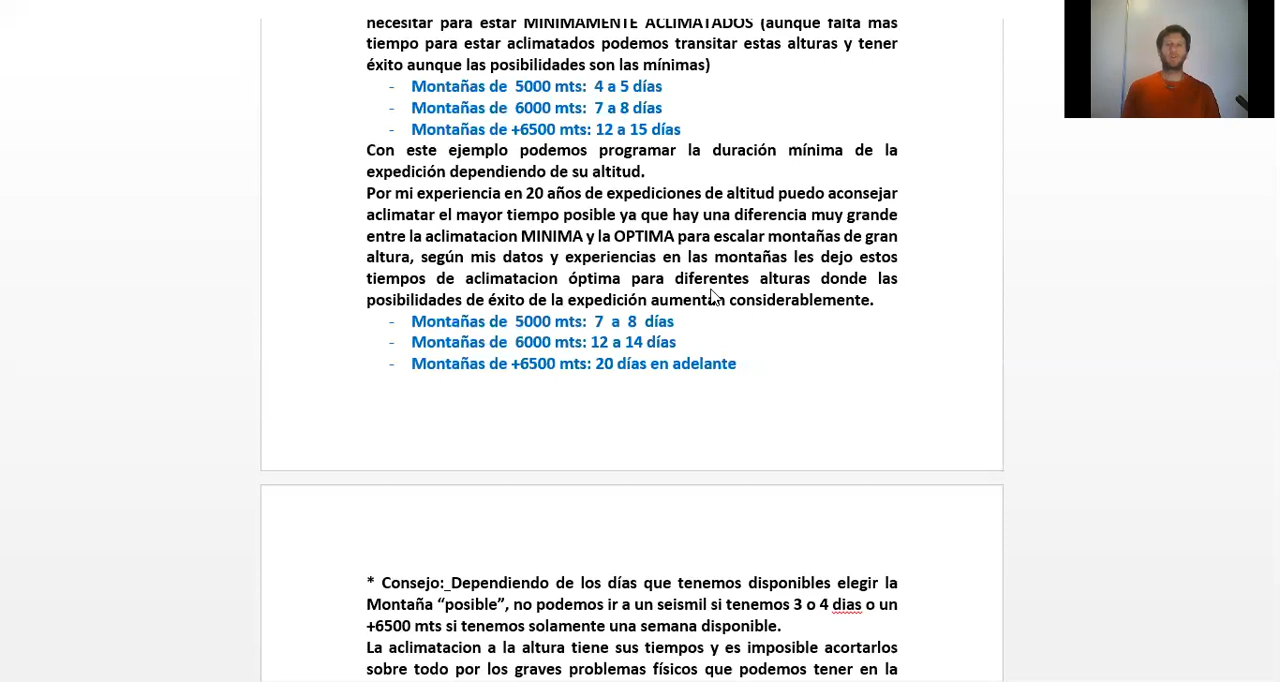 necesitar para estar MINIMAMENTE ACLIMATADOS (aunque falta mas
tiempo para estar aclimatados podemos transitar estas alturas y tener
éxito aunque las posibilidades son las mínimas)
- Montañas de 5000 mts: 4 a 5 días
- Montañas de 6000 mts: 7 a 8 días
- Montañas de +6500 mts: 12 a 15 días
Con este ejemplo podemos programar la duración mínima de la
expedición dependiendo de su altitud.
Por mi experiencia en 20 años de expediciones de altitud puedo aconsejar
aclimatar el mayor tiempo posible ya que hay una diferencia muy grande
entre la aclimatacion MINIMA y la OPTIMA para escalar montañas de gran
altura, según mis datos y experiencias en las montañas les dejo estos
tiempos de aclimatacion óptima para diferentes alturas donde las
posibilidades de éxito de la expedición aumentan considerablemente.
- Montañas de 5000 mts: 7 a 8 días
- Montañas de 6000 mts: 12 a 14 días
- Montañas de +6500 mts: 20 días en adelante
* Consejo: Dependiendo de los días que tenemos disponibles elegir la
Montaña “posible”, no podemos ir a un seismil si tenemos 3 o 4 dias o un
+6500 mts si tenemos solamente una semana disponible.
La aclimatacion a la altura tiene sus tiempos y es imposible acortarlos
sobre todo por los graves problemas físicos que podemos tener en la